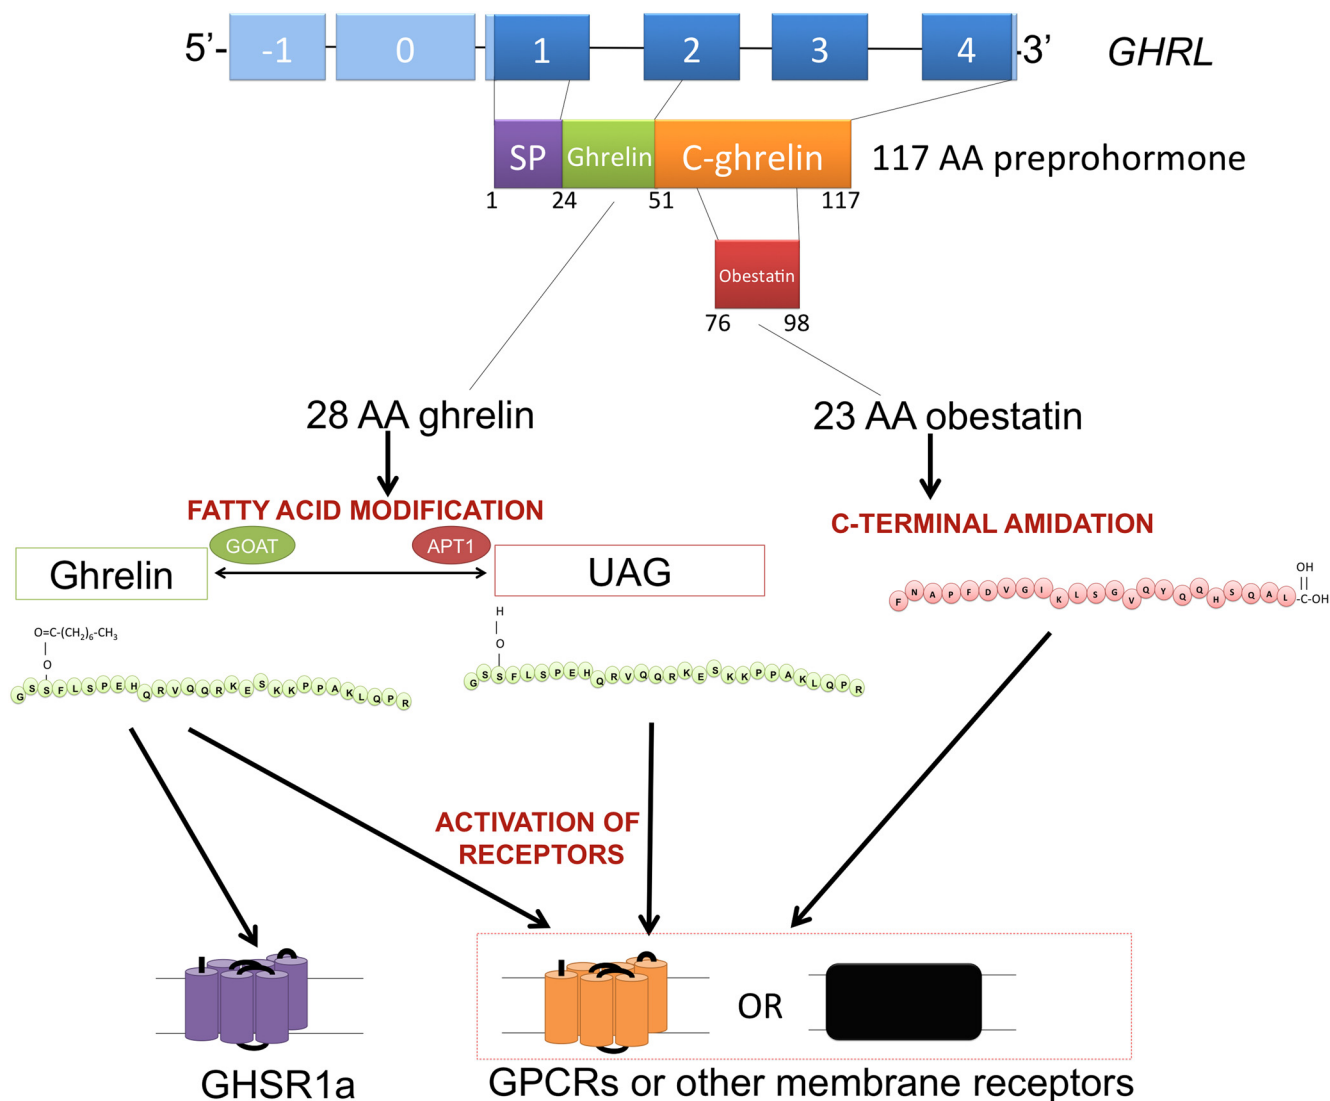 5’- -1 0 1 2 3 4 -3’ GHRL
SP Ghrelin C-ghrelin 117 AA preprohormone
1 24 51 117
Obestatin
76 98
28 AA ghrelin 23 AA obestatin
FATTY ACID MODIFICATION
C-TERMINAL AMIDATION
GOAT APT1
Ghrelin UAG
OH
||
F N A P F D V G I K L S G V Q Y Q Q H S Q A L -C-OH
H
|
O=C-(CH₂)₆-CH₃
|
O
O
|
G S S F L S P E H Q R V Q Q R K E S K K P P A K L Q P R
G S S F L S P E H Q R V Q Q R K E S K K P P A K L Q P R
ACTIVATION OF
RECEPTORS
OR
GHSR1a
GPCRs or other membrane receptors